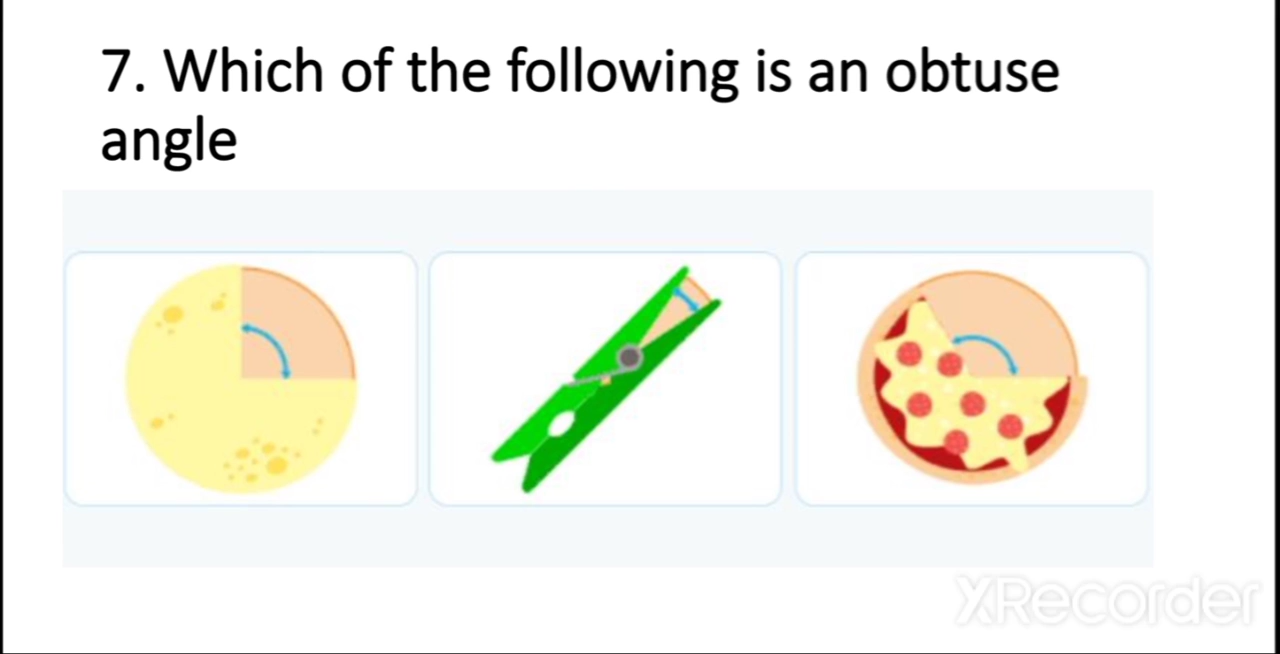 7. Which of the following is an obtuse
angle
XRecorder